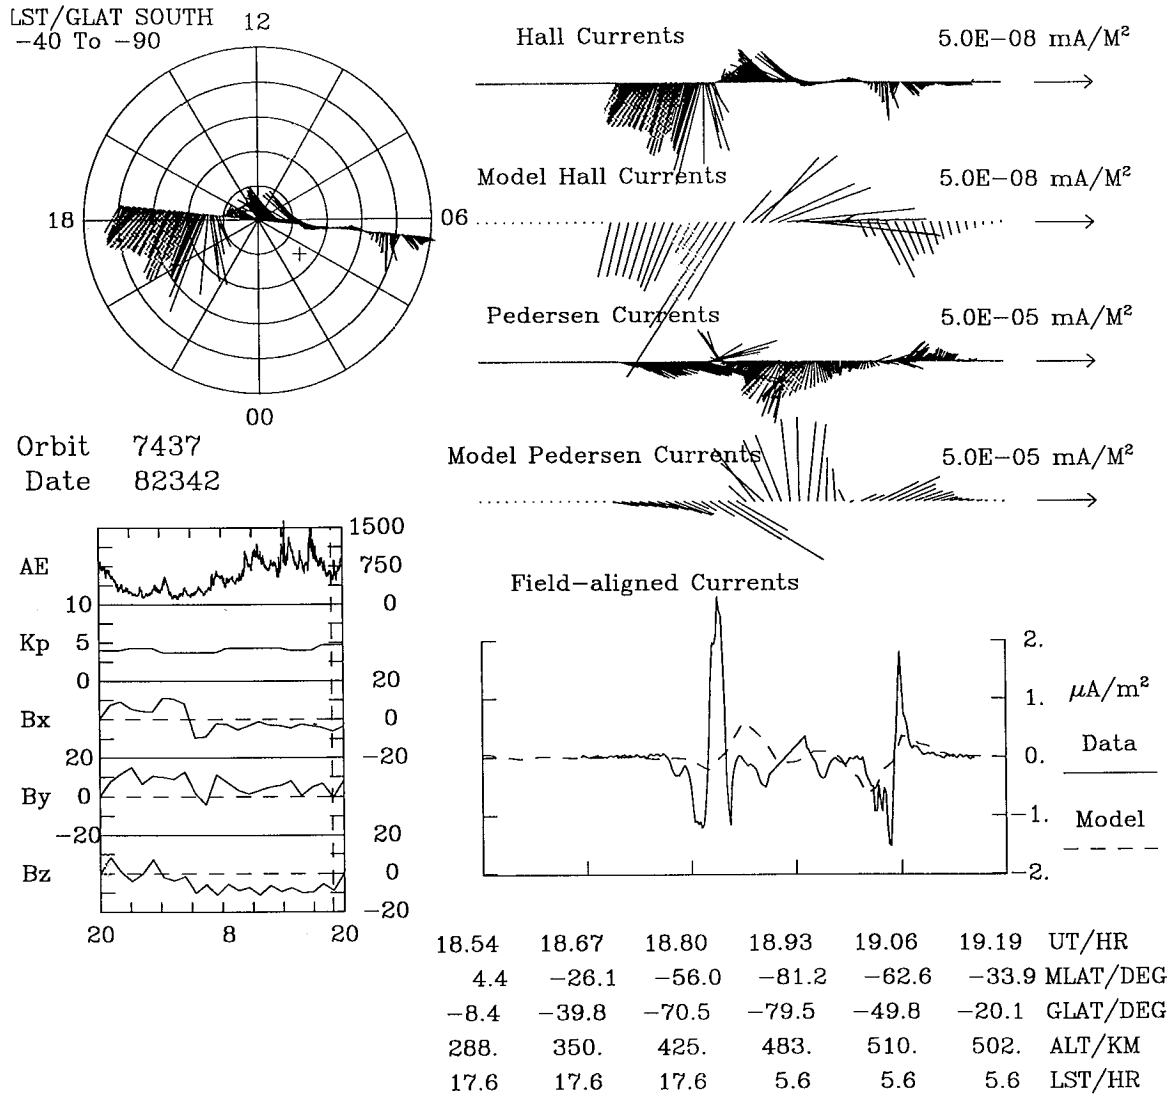 LST/GLAT SOUTH
-40 To -90
12
18
06
00
Orbit 7437
Date 82342
AE
1500
750
0
10
Kp 5
0
20
Bx 0
-20
20
By 0
-20
20
Bz 0
-20
20 8 20
Hall Currents 5.0E-08 mA/M²
Model Hall Currents 5.0E-08 mA/M²
Pedersen Currents 5.0E-05 mA/M²
Model Pedersen Currents 5.0E-05 mA/M²
Field-aligned Currents
2.
1.
0.
-1.
-2.
μA/m²
Data
Model
18.54 18.67 18.80 18.93 19.06 19.19 UT/HR
4.4 -26.1 -56.0 -81.2 -62.6 -33.9 MLAT/DEG
-8.4 -39.8 -70.5 -79.5 -49.8 -20.1 GLAT/DEG
288. 350. 425. 483. 510. 502. ALT/KM
17.6 17.6 17.6 5.6 5.6 5.6 LST/HR